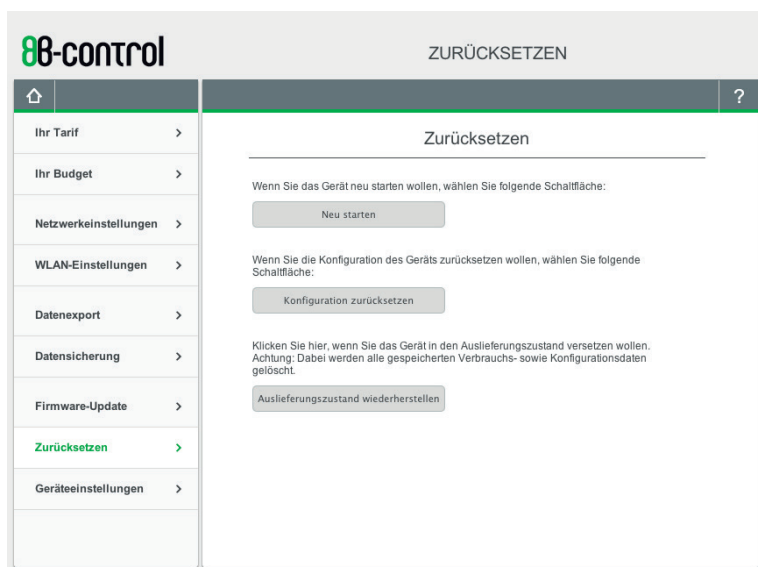 BB-control
ZURÜCKSETZEN
?
Ihr Tarif
Ihr Budget
Netzwerkeinstellungen
WLAN-Einstellungen
Datenexport
Datensicherung
Firmware-Update
Zurücksetzen
Geräteeinstellungen
Zurücksetzen
Wenn Sie das Gerät neu starten wollen, wählen Sie folgende Schaltfläche:
Neu starten
Wenn Sie die Konfiguration des Geräts zurücksetzen wollen, wählen Sie folgende
Schaltfläche:
Konfiguration zurücksetzen
Klicken Sie hier, wenn Sie das Gerät in den Auslieferungszustand versetzen wollen.
Achtung: Dabei werden alle gespeicherten Verbrauchs- sowie Konfigurationsdaten
gelöscht.
Auslieferungszustand wiederherstellen